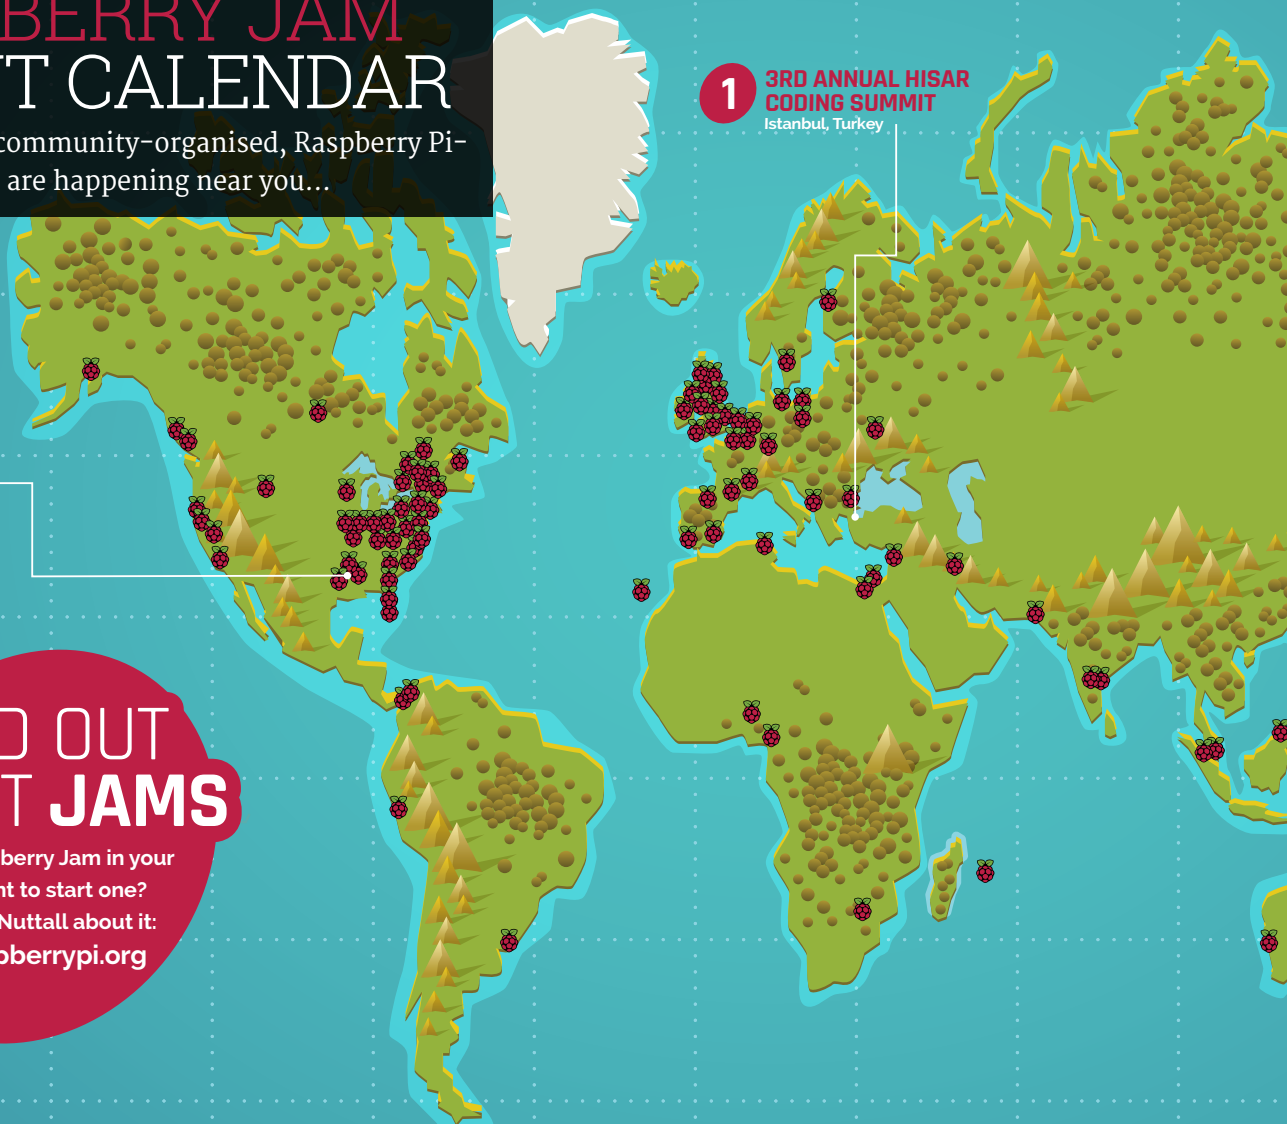 BERRY JAM
T CALENDAR
community-organised, Raspberry Pi-
are happening near you...
1
3RD ANNUAL HISAR
CODING SUMMIT
Istanbul, Turkey
D OUT
T JAMS
berry Jam in your
nt to start one?
Nuttall about it:
pberrypi.org